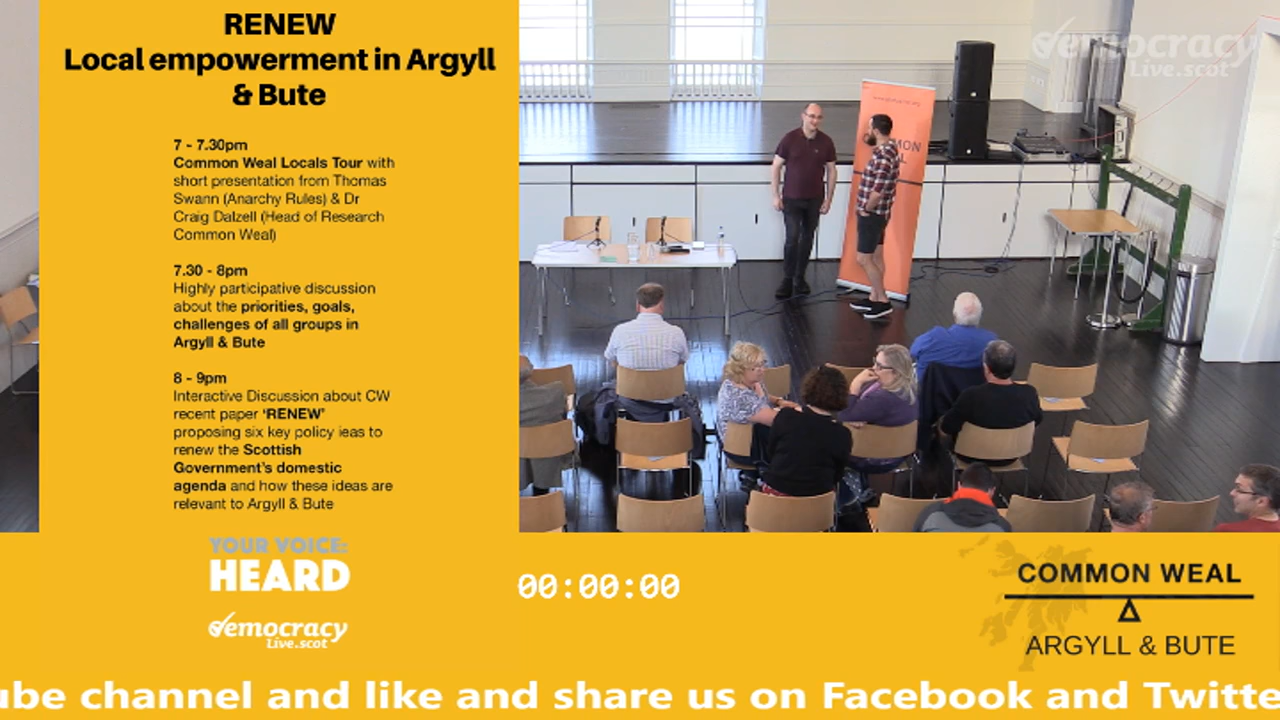 RENEW
Local empowerment in Argyll
& Bute
7 - 7.30pm
Common Weal Locals Tour with
short presentation from Thomas
Swann (Anarchy Rules) & Dr
Craig Dalzell (Head of Research
Common Weal)
7.30 - 8pm
Highly participative discussion
about the priorities, goals,
challenges of all groups in
Argyll & Bute
8 - 9pm
Interactive Discussion about CW
recent paper ‘RENEW’
proposing six key policy ieas to
renew the Scottish
Government's domestic
agenda and how these ideas are
relevant to Argyll & Bute
YOUR VOICE:
HEARD
democracy
Live.scot
democracy
Live.scot
00:00:00
COMMON WEAL
ARGYLL & BUTE
ube channel and like and share us on Facebook and Twitte